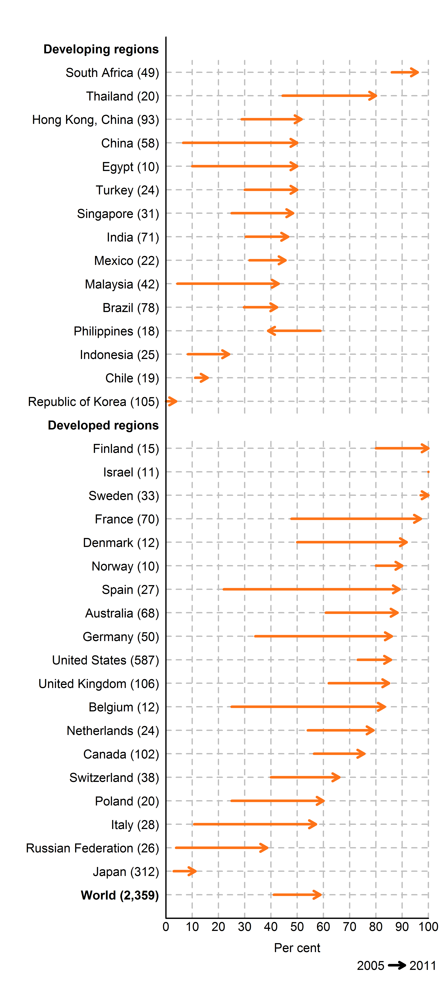 Developing regions
South Africa (49)
Thailand (20)
Hong Kong, China (93)
China (58)
Egypt (10)
Turkey (24)
Singapore (31)
India (71)
Mexico (22)
Malaysia (42)
Brazil (78)
Philippines (18)
Indonesia (25)
Chile (19)
Republic of Korea (105)
Developed regions
Finland (15)
Israel (11)
Sweden (33)
France (70)
Denmark (12)
Norway (10)
Spain (27)
Australia (68)
Germany (50)
United States (587)
United Kingdom (106)
Belgium (12)
Netherlands (24)
Canada (102)
Switzerland (38)
Poland (20)
Italy (28)
Russian Federation (26)
Japan (312)
World (2,359)
0 10 20 30 40 50 60 70 80 90 100
Per cent
2005 → 2011